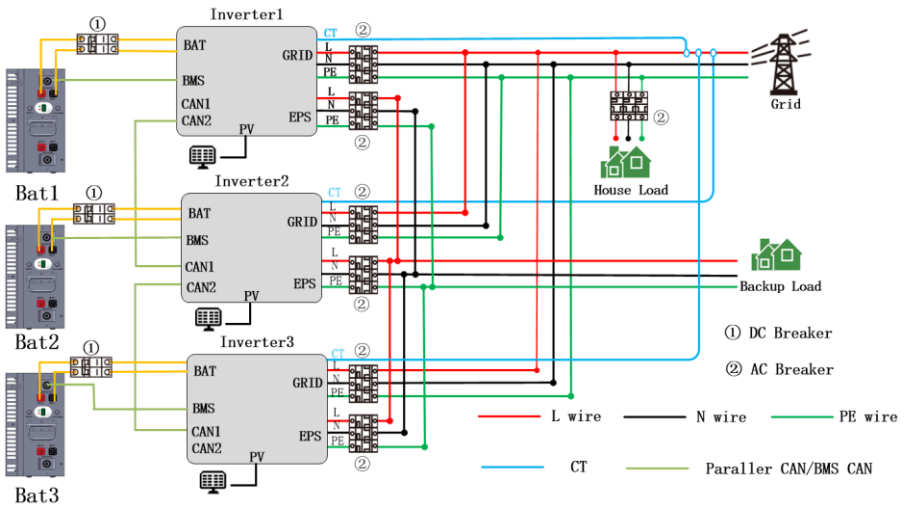 Inverter1
①
②
BAT
CT
L
GRID
N
PE
BMS
CAN1
L
CAN2
N
EPS
PE
PV
②
②
Grid
Bat1
House Load
①
Inverter2
②
CT
BAT
L
GRID
N
PE
BMS
L
CAN1
N
CAN2
EPS
PE
PV
②
Backup Load
Bat2
① DC Breaker
①
Inverter3
②
CT
② AC Breaker
BAT
L
GRID
N
PE
BMS
L
L wire
N wire
PE wire
CAN1
EPS
N
CAN2
PE
PV
②
CT
Paraller CAN/BMS CAN
Bat3